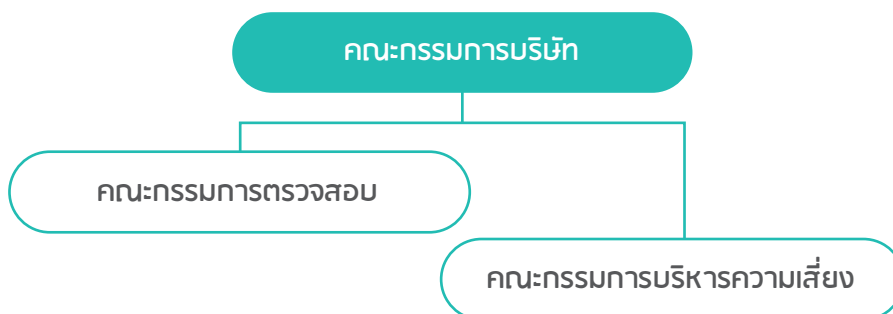 คณะกรรมการบริษัท
คณะกรรมการตรวจสอบ
คณะกรรมการบริหารความเสี่ยง